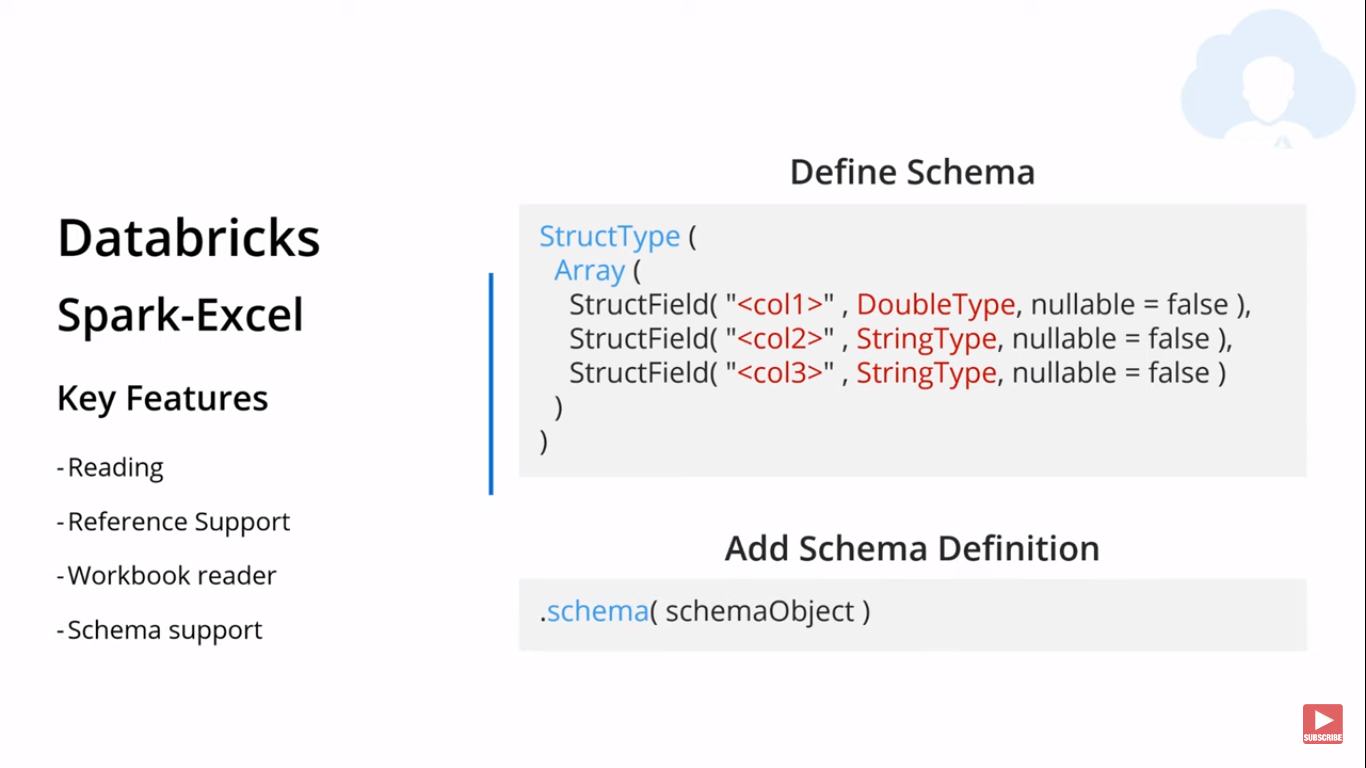 Databricks
Spark-Excel
Key Features
- Reading
- Reference Support
- Workbook reader
- Schema support
Define Schema
StructType (
Array (
StructField( "<col1>" , DoubleType, nullable = false ),
StructField( "<col2>" , StringType, nullable = false ),
StructField( "<col3>" , StringType, nullable = false )
)
)
Add Schema Definition
.schema( schemaObject )
SUBSCRIBE